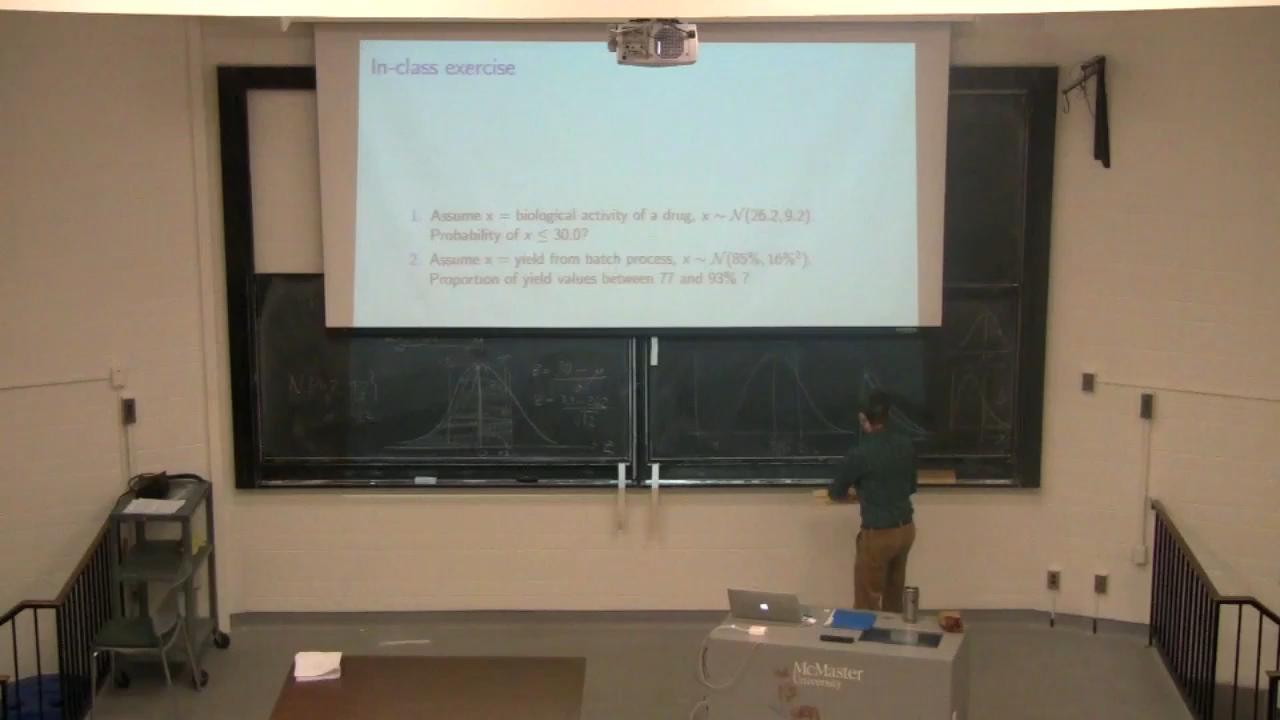 In-class exercise
1. Assume x = biological activity of a drug, x ∼ N(26.2, 9.2).
Probability of x ≤ 30.0?
2. Assume x = yield from batch process, x ∼ N(85%, 16%²).
Proportion of yield values between 77 and 93% ?
McMaster
University